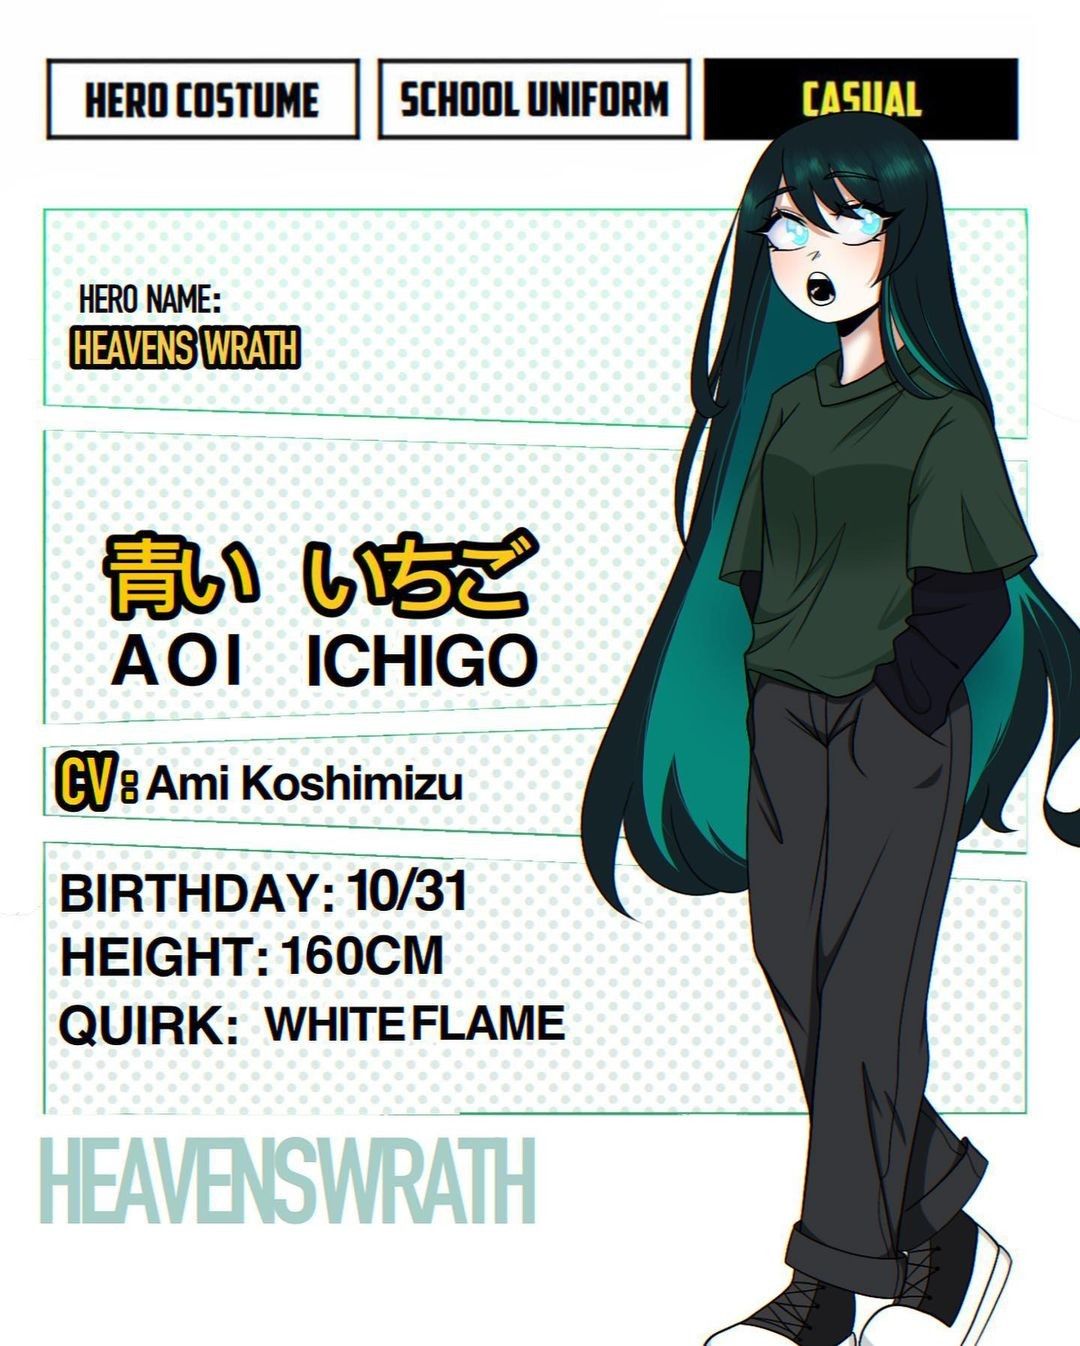 HERO COSTUME
SCHOOL UNIFORM
CASUAL
HERO NAME:
HEAVENS WRATH
青い いちご
AOI ICHIGO
CV: Ami Koshimizu
BIRTHDAY: 10/31
HEIGHT: 160CM
QUIRK: WHITE FLAME
HEAVENSWRATH